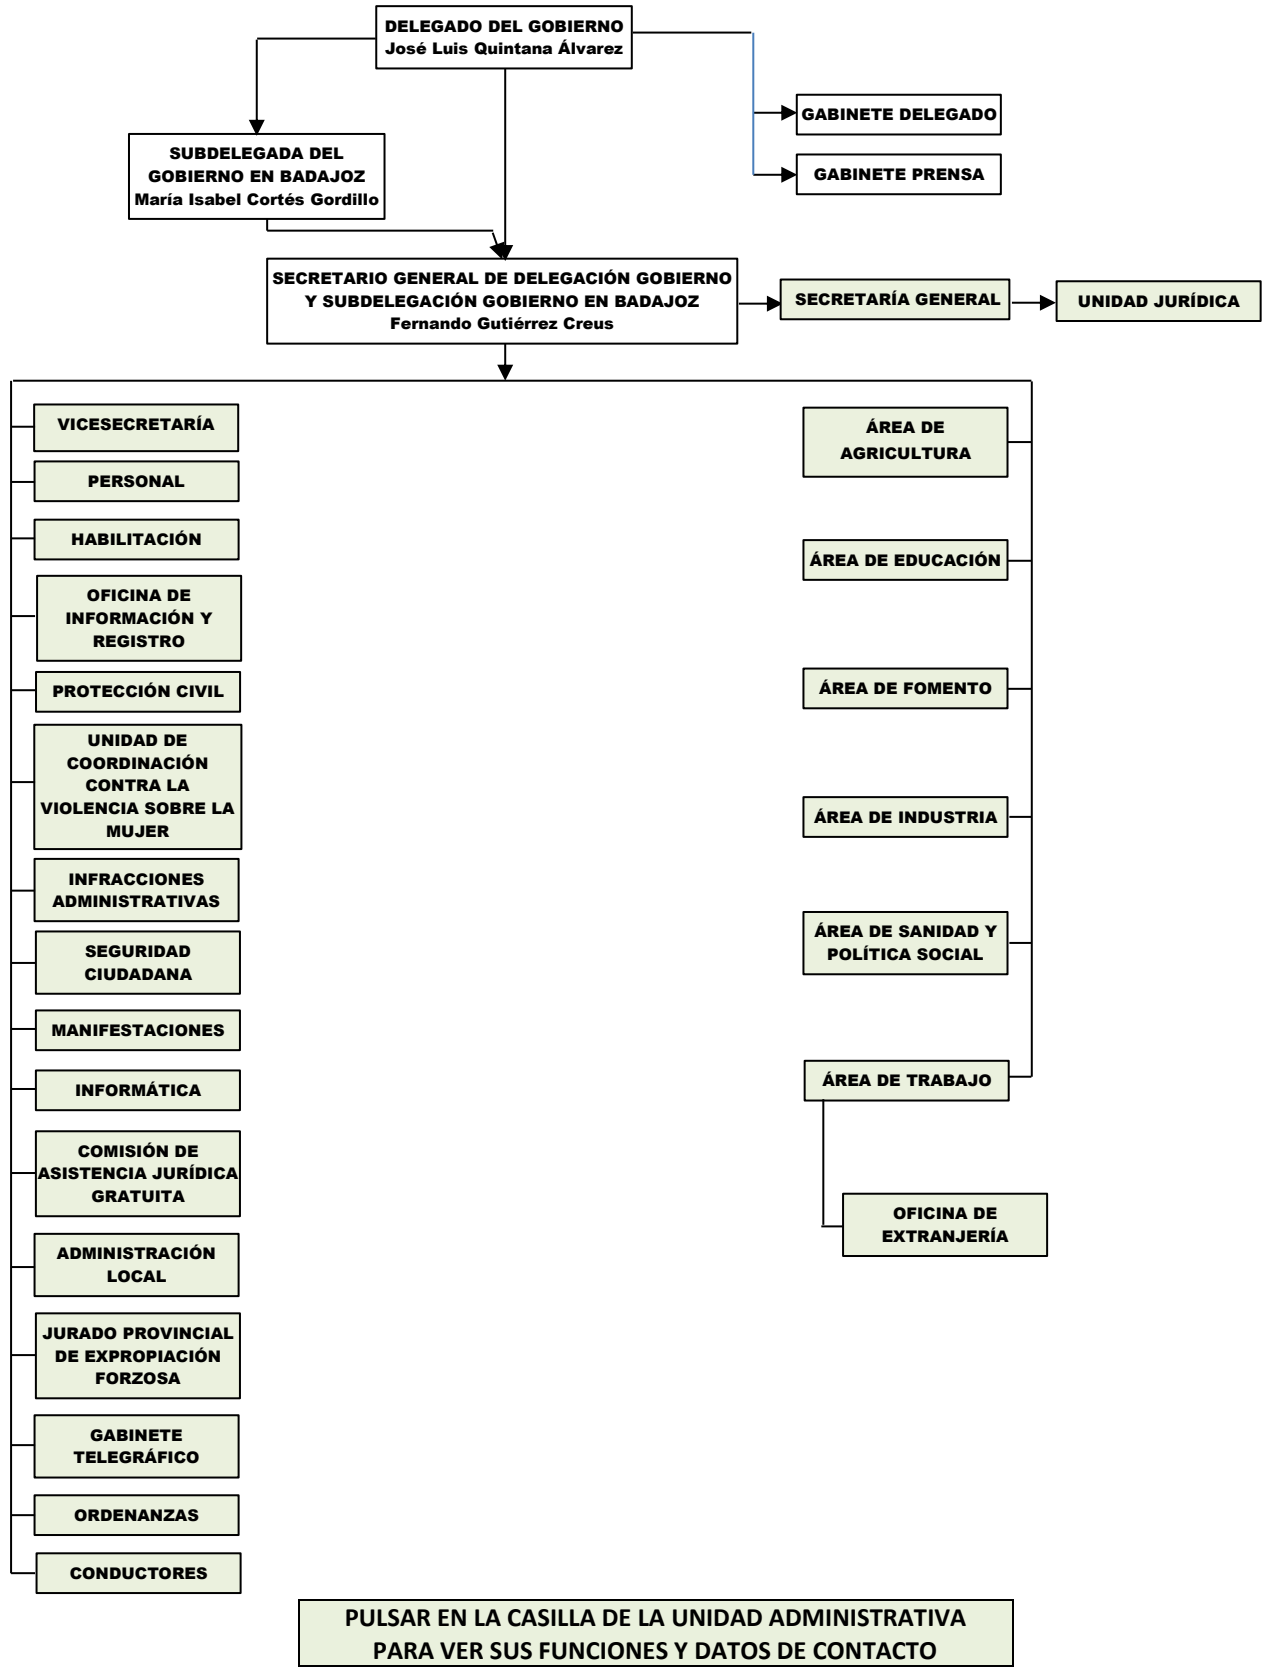 DELEGADO DEL GOBIERNO
José Luis Quintana Álvarez
GABINETE DELEGADO
SUBDELEGADA DEL
GOBIERNO EN BADAJOZ
María Isabel Cortés Gordillo
GABINETE PRENSA
SECRETARIO GENERAL DE DELEGACIÓN GOBIERNO
Y SUBDELEGACIÓN GOBIERNO EN BADAJOZ
Fernando Gutiérrez Creus
SECRETARÍA GENERAL
UNIDAD JURÍDICA
VICESECRETARÍA
PERSONAL
HABILITACIÓN
OFICINA DE
INFORMACIÓN Y
REGISTRO
PROTECCIÓN CIVIL
UNIDAD DE
COORDINACIÓN
CONTRA LA
VIOLENCIA SOBRE LA
MUJER
INFRACCIONES
ADMINISTRATIVAS
SEGURIDAD
CIUDADANA
MANIFESTACIONES
INFORMÁTICA
COMISIÓN DE
ASISTENCIA JURÍDICA
GRATUITA
ADMINISTRACIÓN
LOCAL
JURADO PROVINCIAL
DE EXPROPIACIÓN
FORZOSA
GABINETE
TELEGRÁFICO
ORDENANZAS
CONDUCTORES
ÁREA DE
AGRICULTURA
ÁREA DE EDUCACIÓN
ÁREA DE FOMENTO
ÁREA DE INDUSTRIA
ÁREA DE SANIDAD Y
POLÍTICA SOCIAL
ÁREA DE TRABAJO
OFICINA DE
EXTRANJERÍA
PULSAR EN LA CASILLA DE LA UNIDAD ADMINISTRATIVA
PARA VER SUS FUNCIONES Y DATOS DE CONTACTO